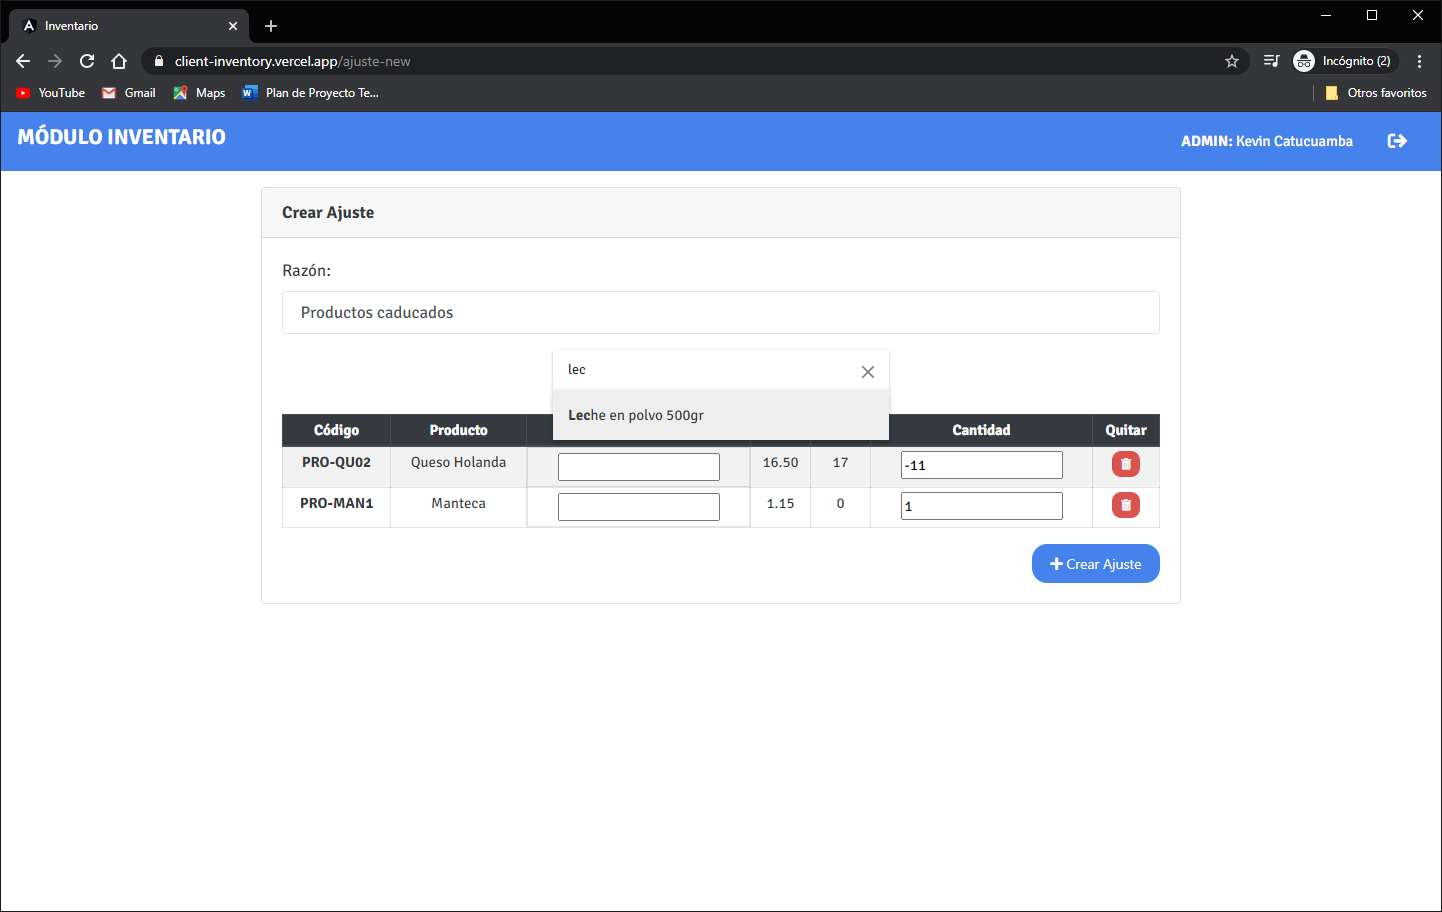 Inventario
client-inventory.vercel.app/ajuste-new
Incógnito (2)
YouTube
Gmail
Maps
Plan de Proyecto Te...
Otros favoritos
MÓDULO INVENTARIO
ADMIN: Kevin Catucuamba
Crear Ajuste
Razón:
Productos caducados
lec
Leche en polvo 500gr
Código Producto Cantidad Quitar
PRO-QU02 Queso Holanda 16.50 17 -11
PRO-MAN1 Manteca 1.15 0 1
Crear Ajuste